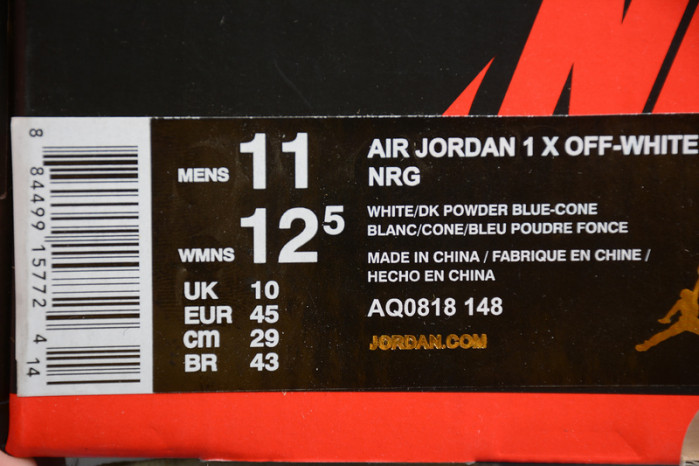 8 84499 15772 4 14
MENS 11
WMNS 12 5
UK 10
EUR 45
cm 29
BR 43
AIR JORDAN 1 X OFF-WHITE
NRG
WHITE/DK POWDER BLUE-CONE
BLANC/CONE/BLEU POUDRE FONCE
MADE IN CHINA / FABRIQUE EN CHINE /
HECHO EN CHINA
AQ0818 148
JORDAN.COM